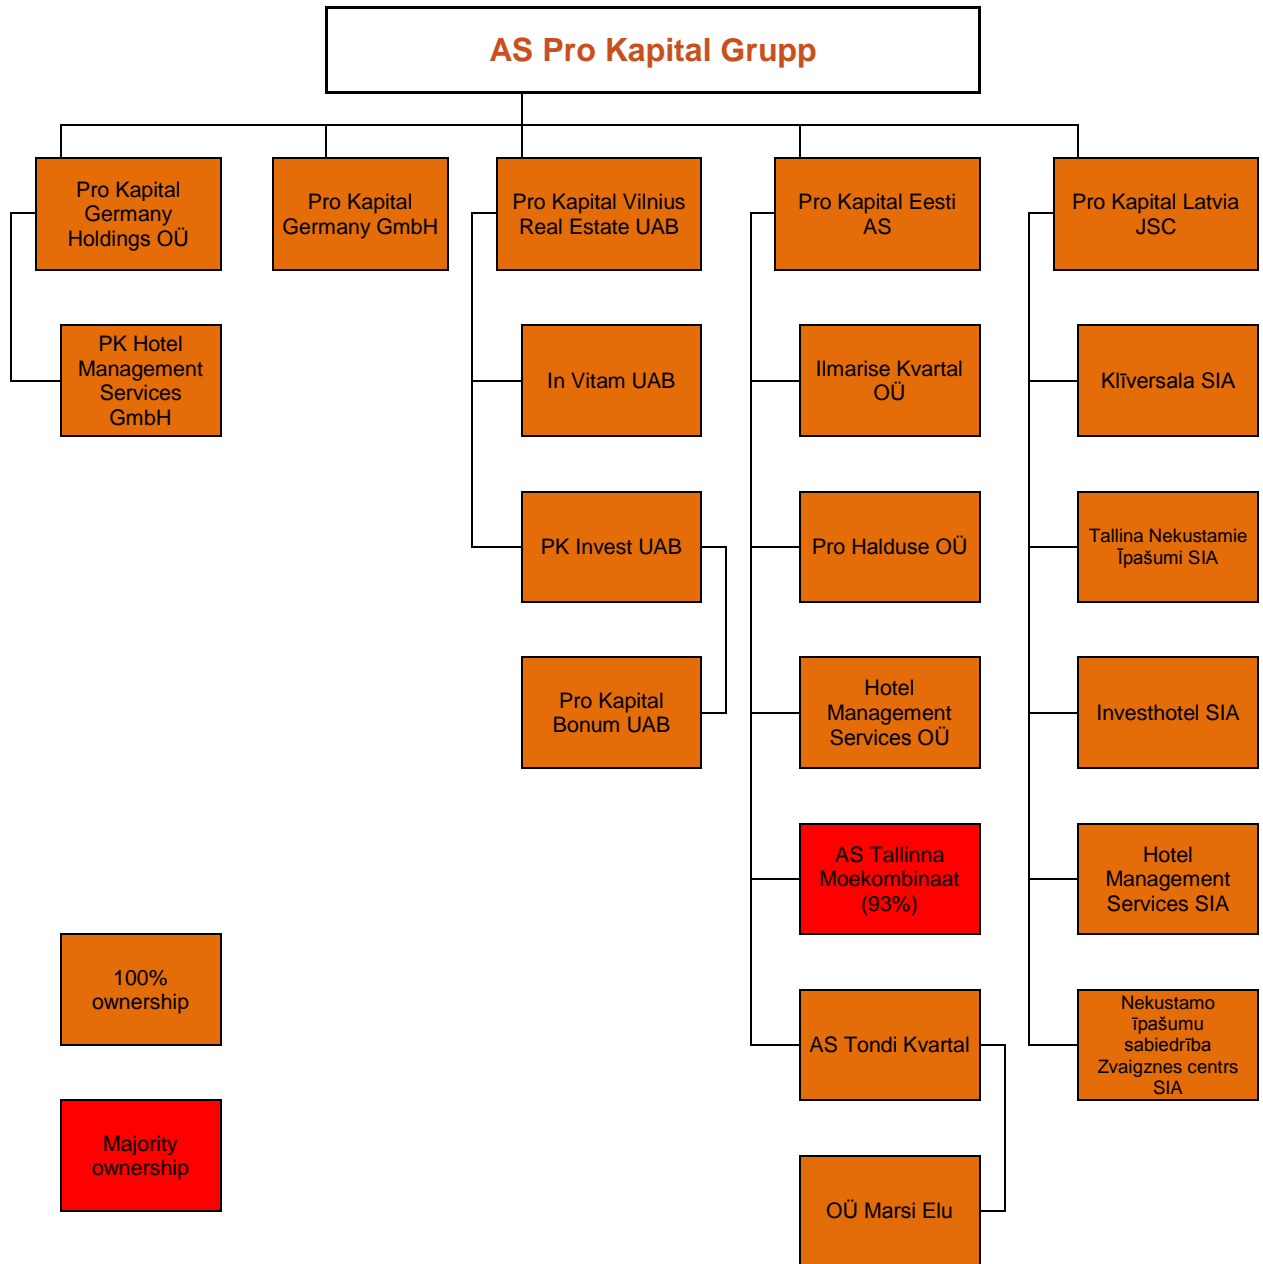 AS Pro Kapital Grupp
Pro Kapital
Germany
Holdings OÜ
Pro Kapital
Germany GmbH
Pro Kapital Vilnius
Real Estate UAB
Pro Kapital Eesti
AS
Pro Kapital Latvia
JSC
PK Hotel
Management
Services
GmbH
In Vitam UAB
Ilmarise Kvartal
OÜ
Klīversala SIA
PK Invest UAB
Pro Halduse OÜ
Tallina Nekustamie
Īpašumi SIA
Pro Kapital
Bonum UAB
Hotel
Management
Services OÜ
Investhotel SIA
AS Tallinna
Moekombinaat
(93%)
Hotel
Management
Services SIA
100%
ownership
AS Tondi Kvartal
Nekustamo
īpašumu
sabiedrība
Zvaigznes centrs
SIA
Majority
ownership
OÜ Marsi Elu